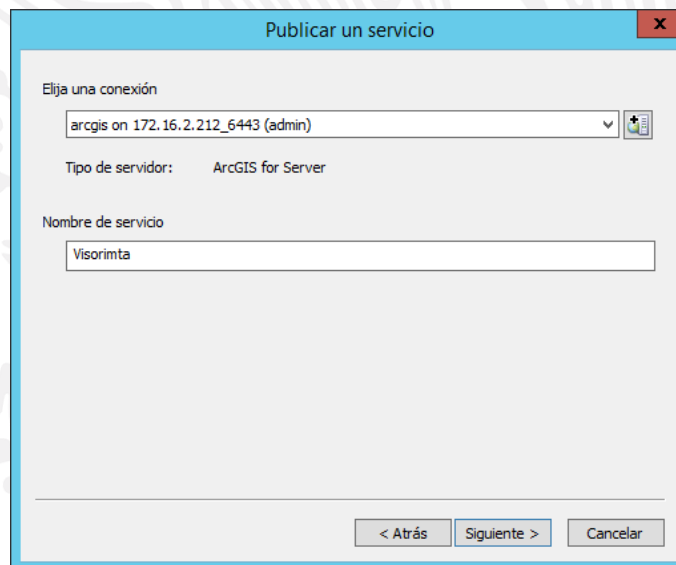 Publicar un servicio
x
Elija una conexión
arcgis on 172.16.2.212_6443 (admin)
Tipo de servidor: ArcGIS for Server
Nombre de servicio
Visorimta
< Atrás Siguiente > Cancelar